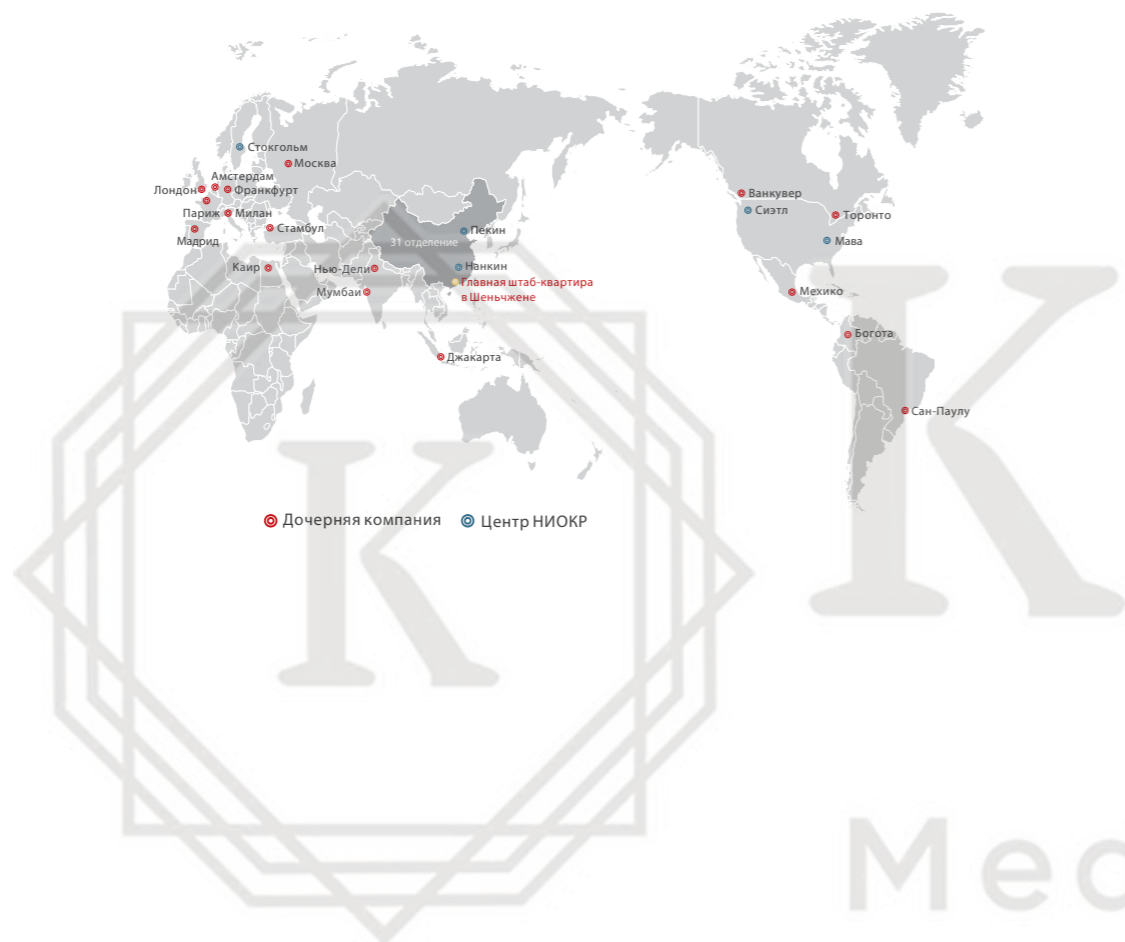 Стокгольм
Москва
Амстердам
Лондон
Франкфурт
Париж
Милан
Мадрид
Стамбул
Каир
Нью-Дели
Мумбаи
31 отделение
Пекин
Нанкин
Главная штаб-квартира
в Шеньчжене
Джакарта
Ванкувер
Сиэтл
Торонто
Мава
Мехико
Богота
Сан-Паулу
Дочерняя компания
Центр НИОКР
K
K
Мес